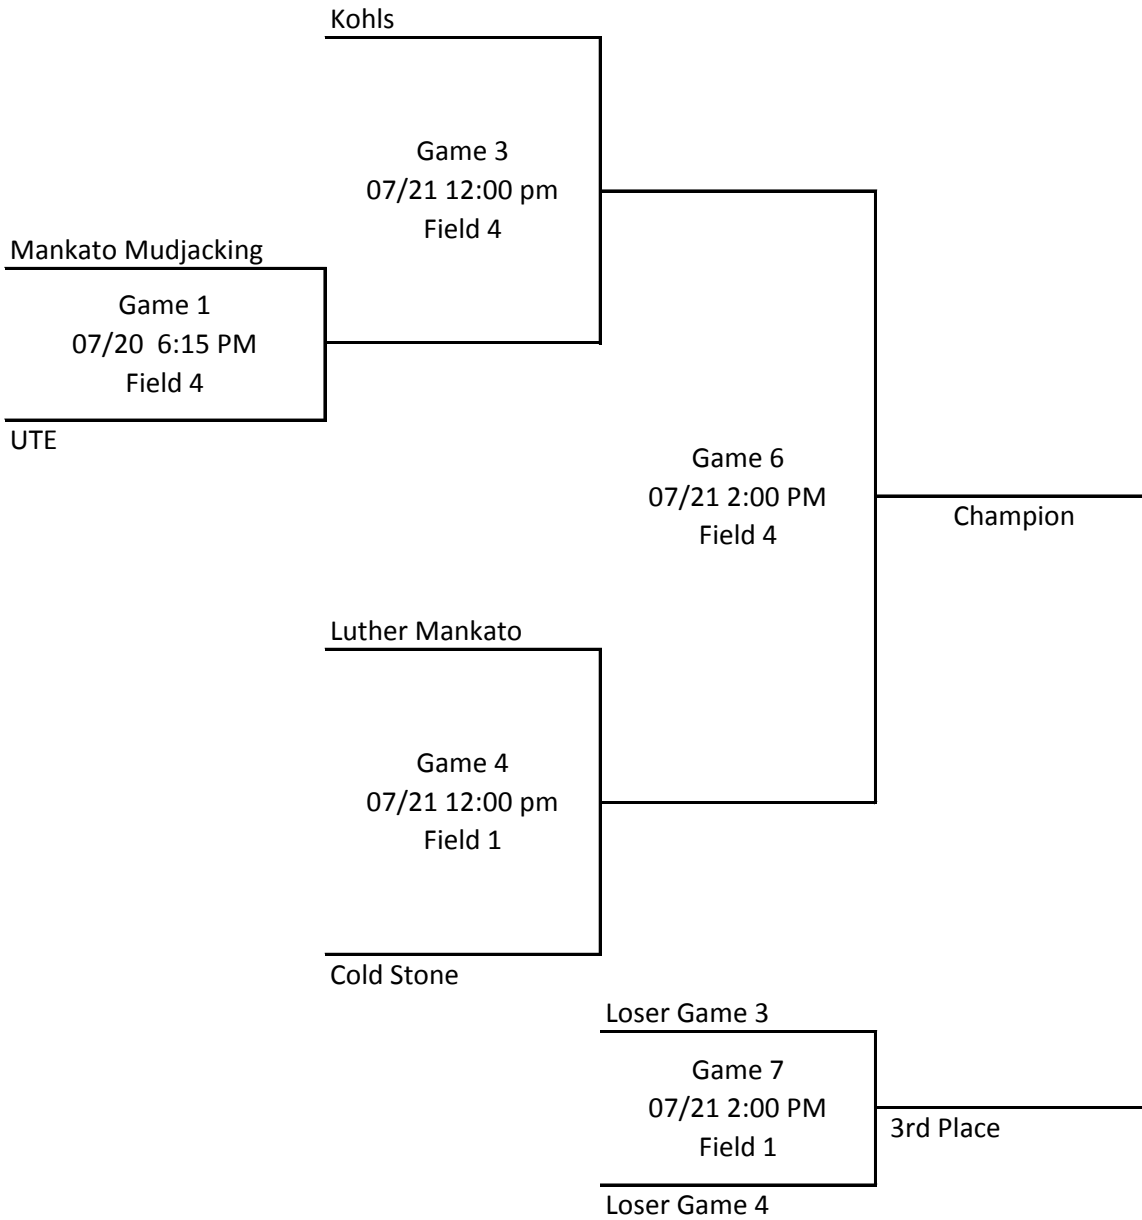 Kohls
Game 3
07/21 12:00 pm
Field 4
Mankato Mudjacking
Game 1
07/20  6:15 PM
Field 4
UTE
Game 6
07/21 2:00 PM
Field 4
Champion
Luther Mankato
Game 4
07/21 12:00 pm
Field 1
Cold Stone
Loser Game 3
Game 7
07/21 2:00 PM
Field 1
3rd Place
Loser Game 4